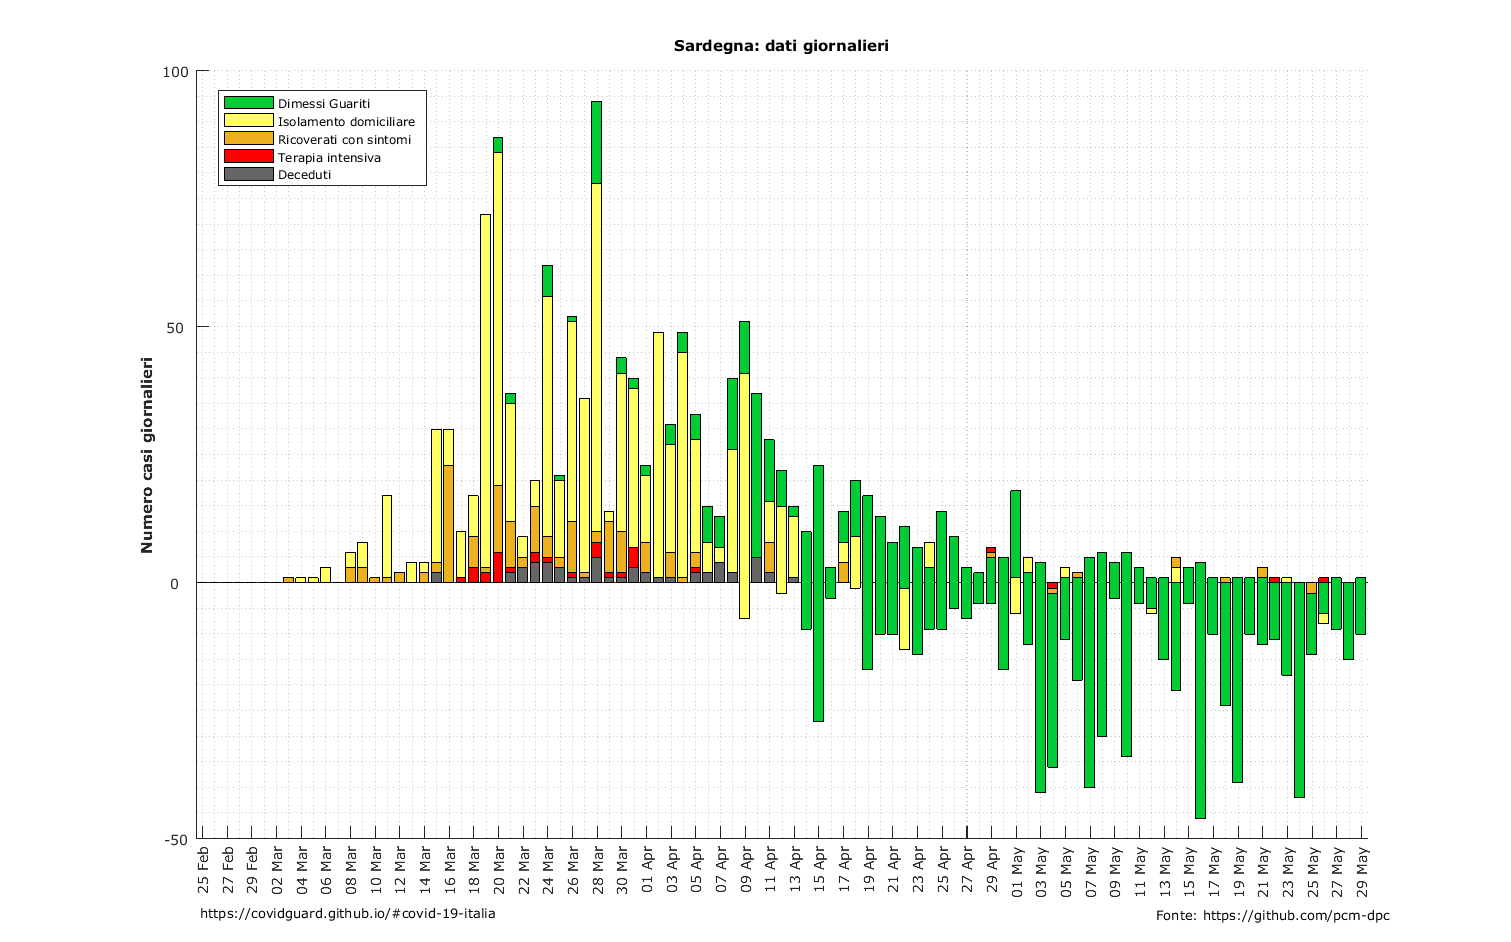 Sardegna: dati giornalieri
100
50
0
-50
Numero casi giornalieri
Dimessi Guariti
Isolamento domiciliare
Ricoverati con sintomi
Terapia intensiva
Deceduti
25 Feb
27 Feb
29 Feb
02 Mar
04 Mar
06 Mar
08 Mar
10 Mar
12 Mar
14 Mar
16 Mar
18 Mar
20 Mar
22 Mar
24 Mar
26 Mar
28 Mar
30 Mar
01 Apr
03 Apr
05 Apr
07 Apr
09 Apr
11 Apr
13 Apr
15 Apr
17 Apr
19 Apr
21 Apr
23 Apr
25 Apr
27 Apr
29 Apr
01 May
03 May
05 May
07 May
09 May
11 May
13 May
15 May
17 May
19 May
21 May
23 May
25 May
27 May
29 May
https://covidguard.github.io/#covid-19-italia
Fonte: https://github.com/pcm-dpc